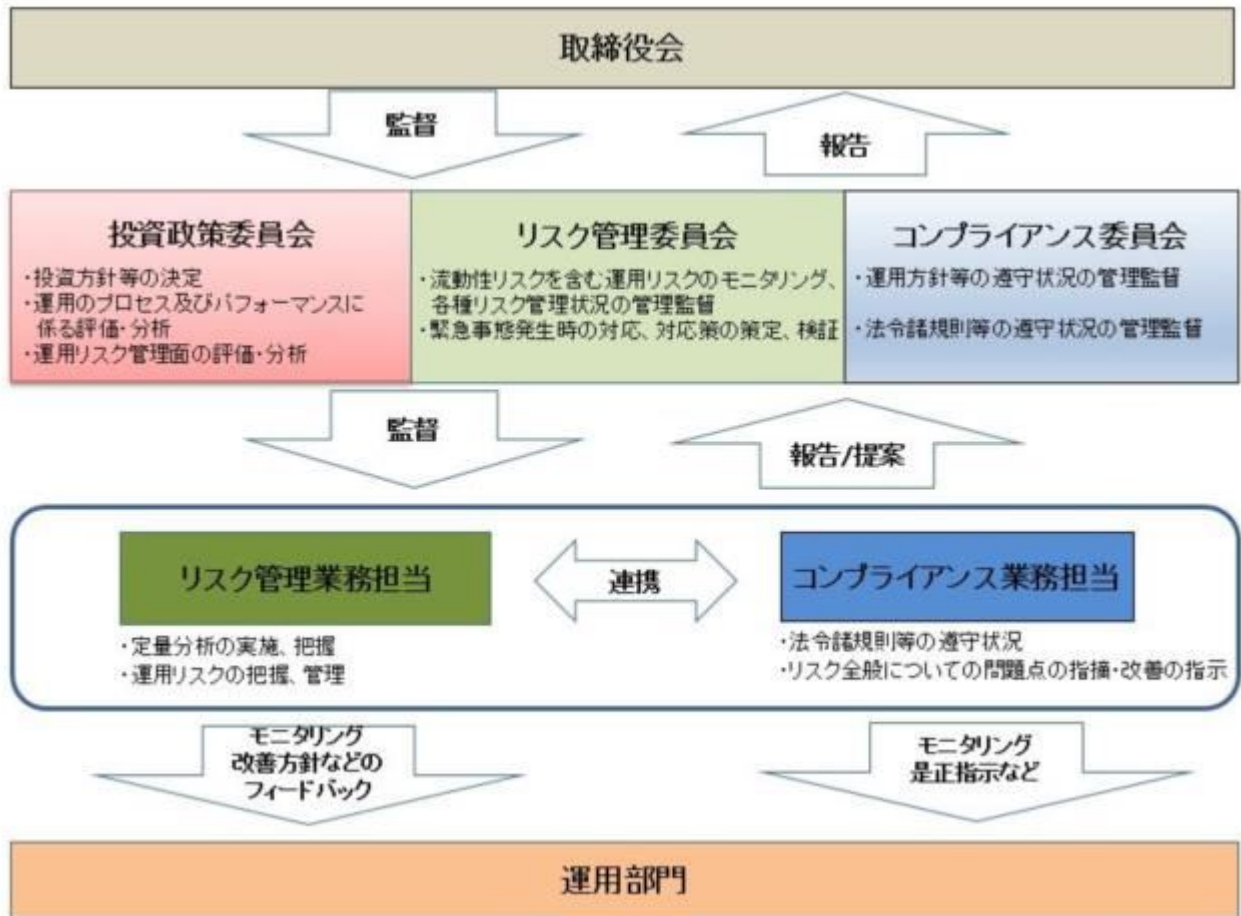 取締役会
監督
報告
投資政策委員会
・投資方針等の決定
・運用のプロセス及びパフォーマンスに
係る評価・分析
・運用リスク管理面の評価・分析
リスク管理委員会
・流動性リスクを含む運用リスクのモニタリング、
各種リスク管理状況の管理監督
・緊急事態発生時の対応、対応策の策定、検証
コンプライアンス委員会
・運用方針等の遵守状況の管理監督
・法令諸規則等の遵守状況の管理監督
監督
報告/提案
リスク管理業務担当
・定量分析の実施、把握
・運用リスクの把握、管理
連携
コンプライアンス業務担当
・法令諸規則等の遵守状況
・リスク全般についての問題点の指摘・改善の指示
モニタリング
改善方針などの
フィードバック
モニタリング
是正指示など
運用部門